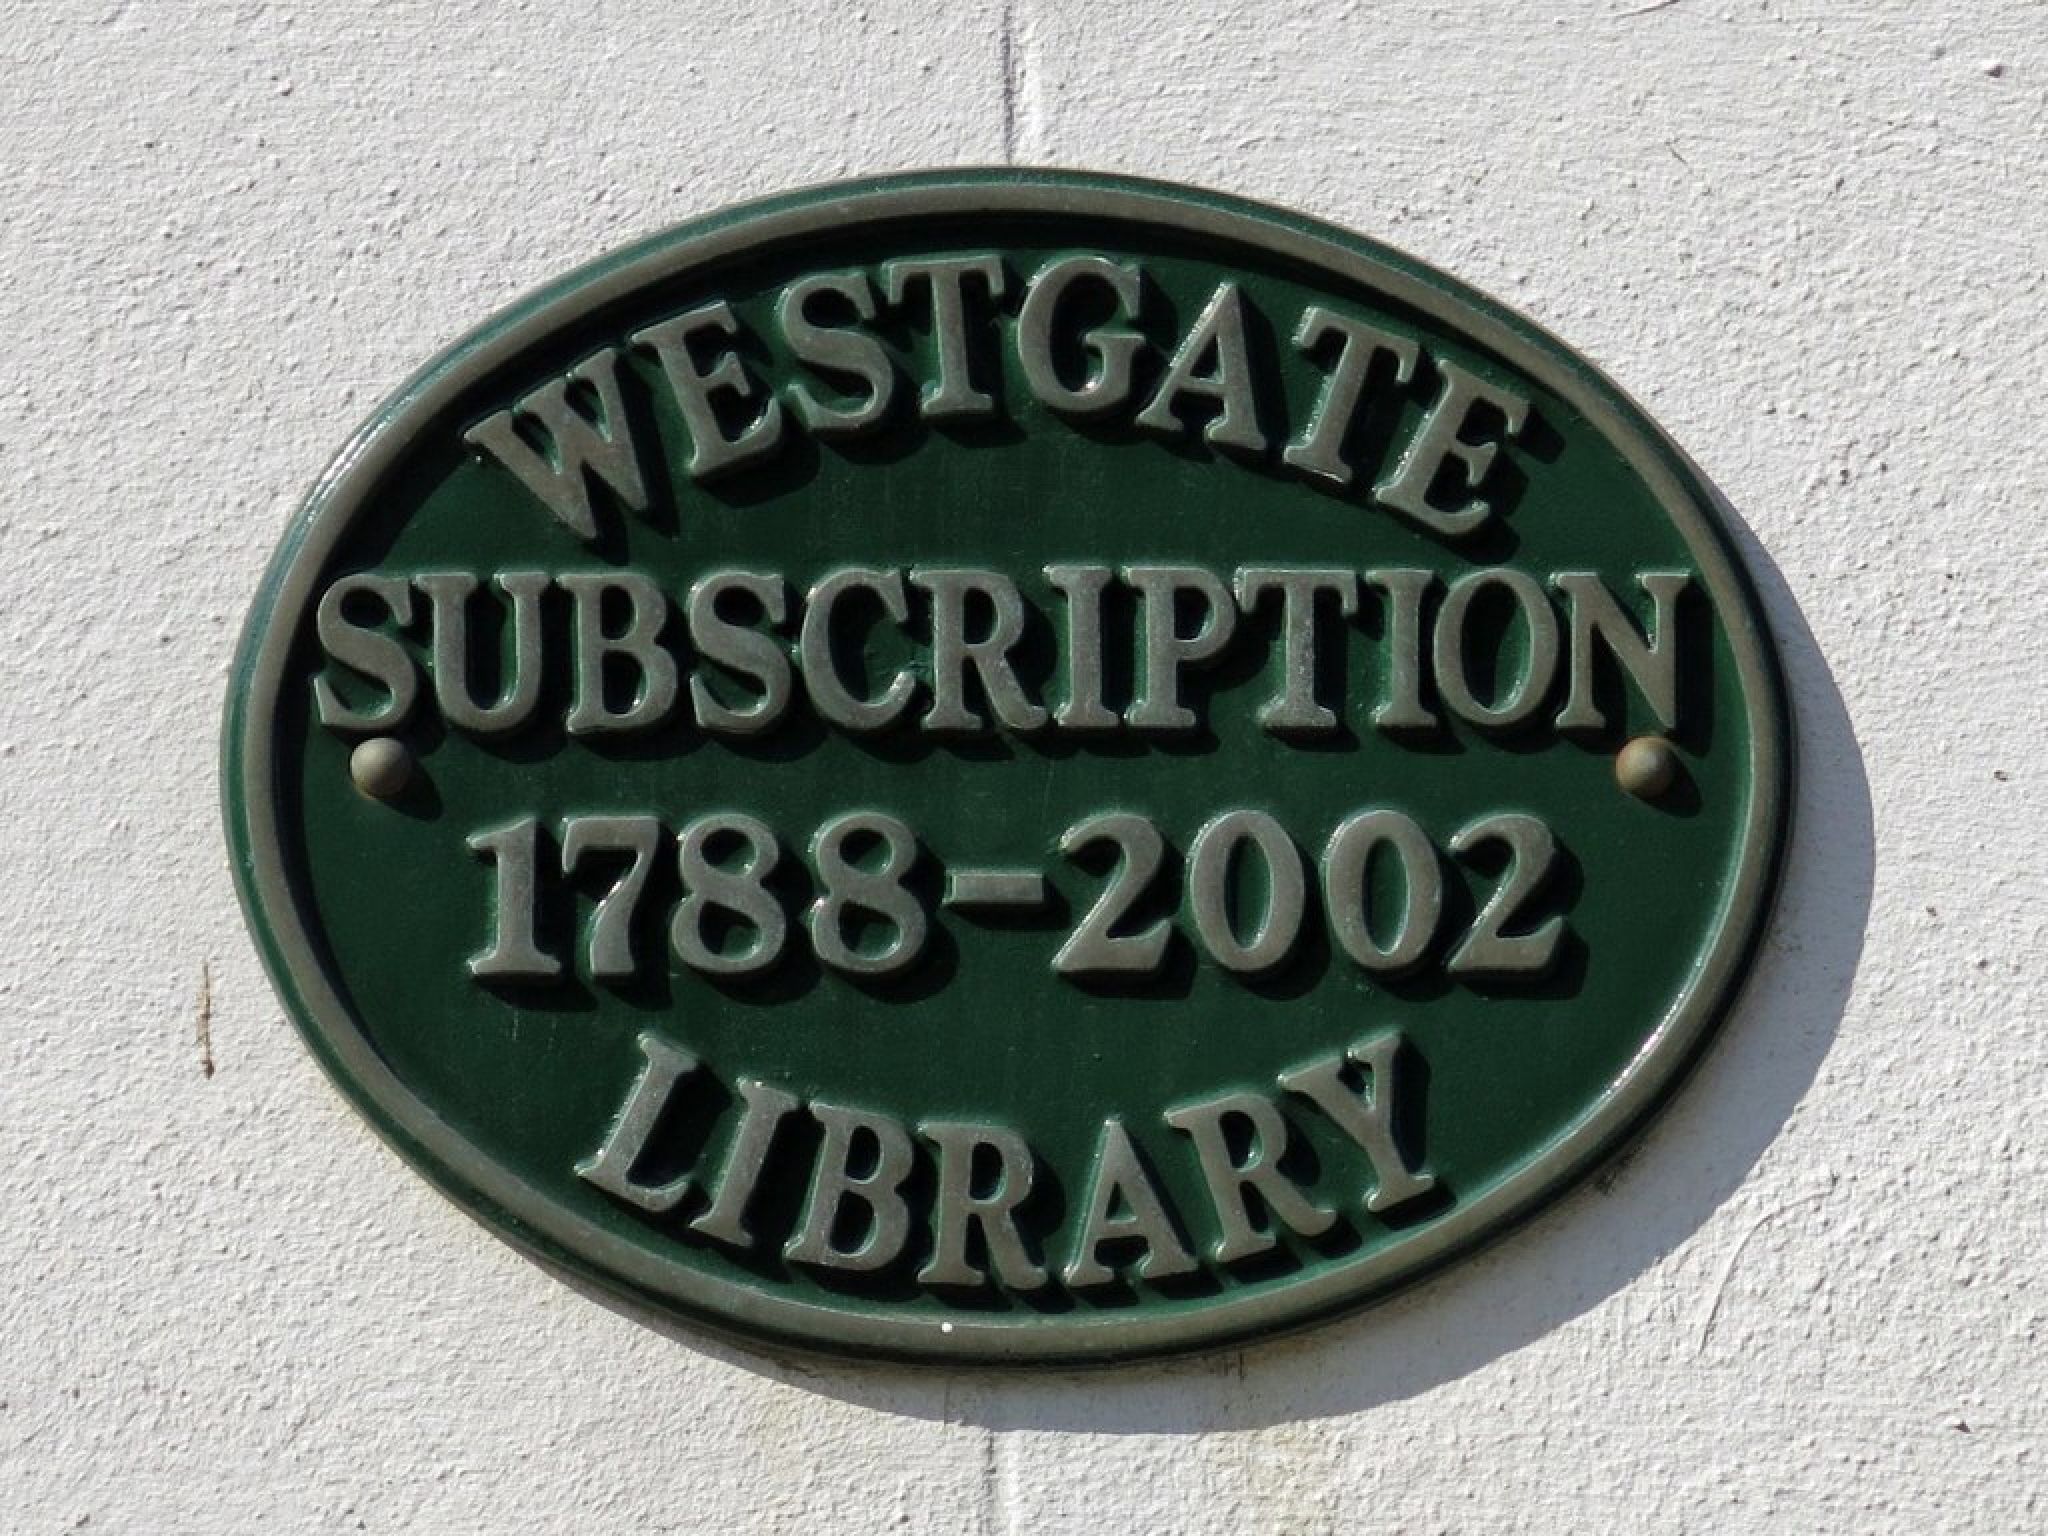 WESTGATE
SUBSCRIPTION
1788-2002
LIBRARY